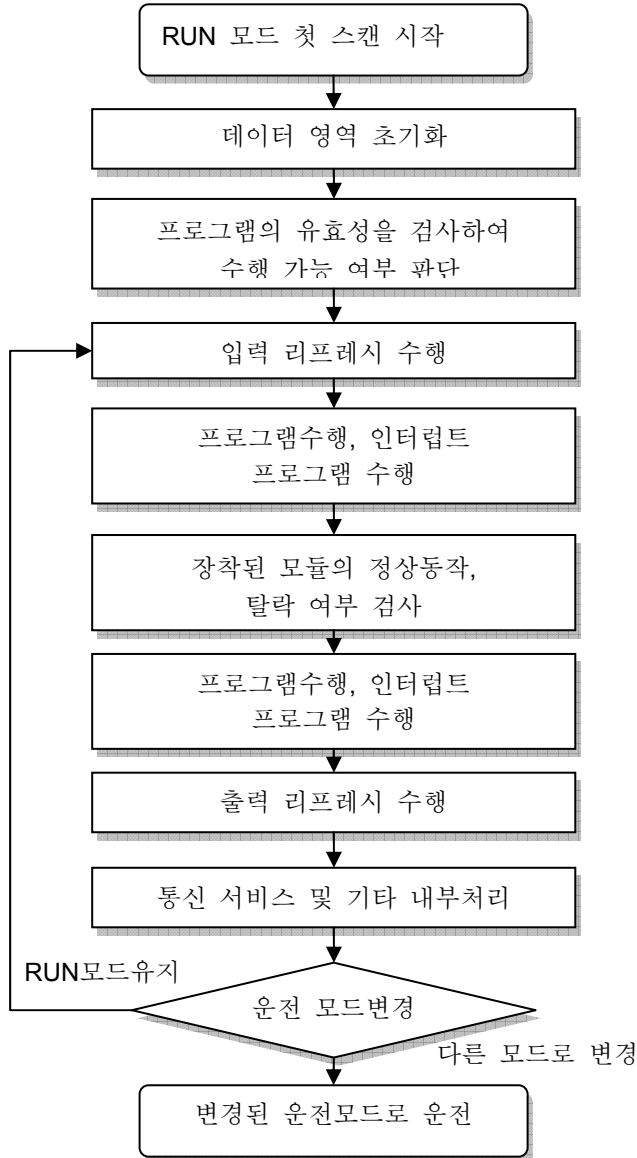 RUN 모드 첫 스캔 시작
데이터 영역 초기화
프로그램의 유효성을 검사하여
수행 가능 여부 판단
입력 리프레시 수행
프로그램수행, 인터럽트
프로그램 수행
장착된 모듈의 정상동작,
탈락 여부 검사
프로그램수행, 인터럽트
프로그램 수행
출력 리프레시 수행
통신 서비스 및 기타 내부처리
RUN모드유지
운전 모드변경
다른 모드로 변경
변경된 운전모드로 운전